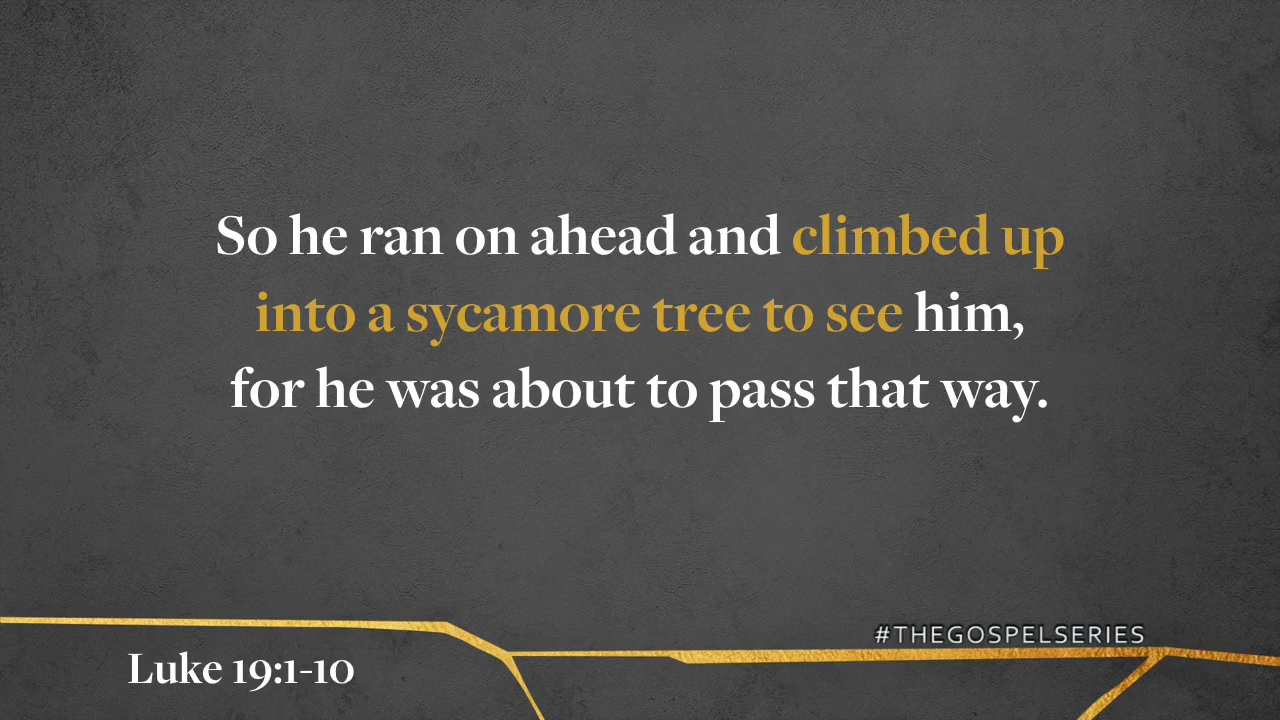 So he ran on ahead and climbed up
into a sycamore tree to see him,
for he was about to pass that way.
#THEGOSPELSERIES
Luke 19:1-10